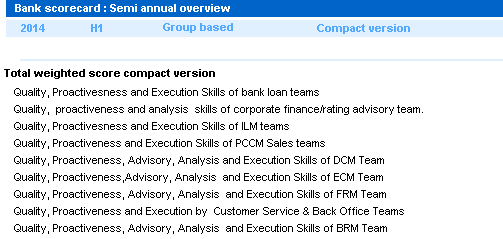 Bank scorecard : Semi annual overview
2014 H1 Group based Compact version
Total weighted score compact version
Quality, Proactivesness and Execution Skills of bank loan teams
Quality, proactiveness and analysis skills of corporate finance/rating advisory team.
Quality, Proactivesness and Execution Skills of ILM teams
Quality, Proactiveness and Execution Skills of PCCM Sales teams
Quality, Proactiveness, Advisory, Analysis and Execution Skills of DCM Team
Quality, Proactiveness,Advisory, Analysis and Execution Skills of ECM Team
Quality, Proactiveness, Advisory, Analysis and Execution Skills of FRM Team
Quality, Proactiveness and Execution by Customer Service & Back Office Teams
Quality, Proactiveness, Advisory, Analysis and Execution Skills of BRM Team